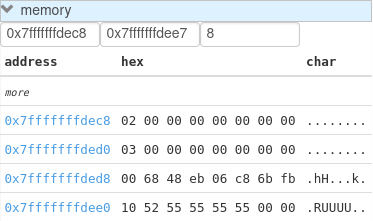 memory
0x7fffffffdec8 0x7fffffffdee7 8
address hex char
more
0x7fffffffdec8 02 00 00 00 00 00 00 00 ........
0x7fffffffded0 03 00 00 00 00 00 00 00 ........
0x7fffffffded8 00 68 48 eb 06 c8 6b fb .hH...k.
0x7fffffffdee0 10 52 55 55 55 55 00 00 .RUUUU..